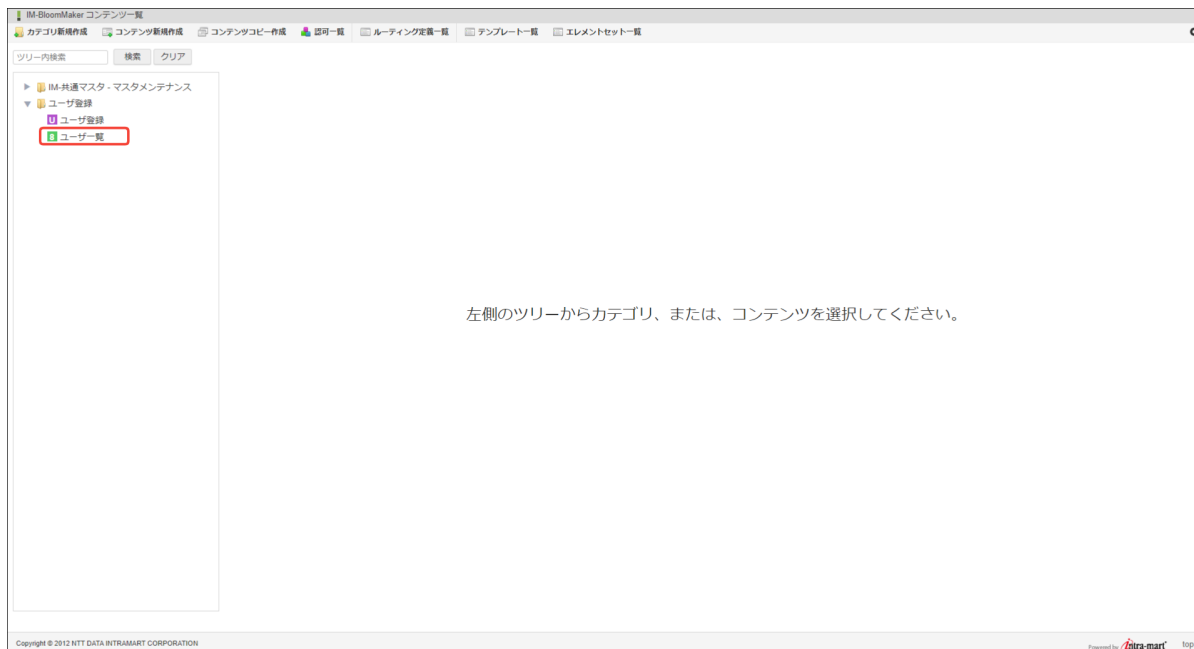 IM-BloomMaker コンテンツ一覧
カテゴリ新規作成 コンテンツ新規作成 コンテンツコピー作成 認可一覧 ルーティング定義一覧 テンプレート一覧 エレメントセット一覧
ツリー内検索 検索 クリア
IM-共通マスタ - マスタメンテナンス
ユーザ登録
U ユーザ登録
8 ユーザ一覧
左側のツリーからカテゴリ、または、コンテンツを選択してください。
Copyright © 2012 NTT DATA INTRAMART CORPORATION
Powered by intra-mart top